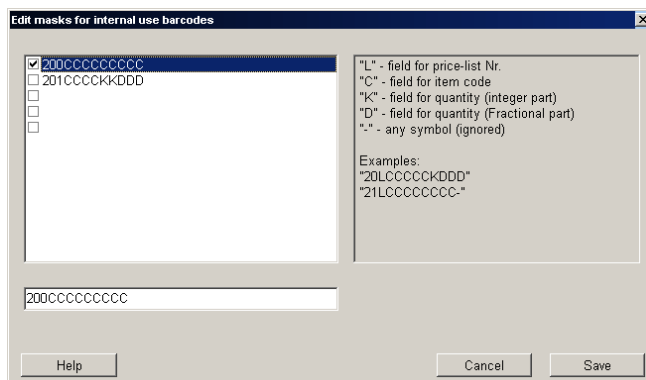 Edit masks for internal use barcodes
200CCCCCCCCC
201CCCCKKDDD
"L" - field for price-list Nr.
"C" - field for item code
"K" - field for quantity (integer part)
"D" - field for quantity (Fractional part)
"-" - any symbol (ignored)
Examples:
"20LCCCCCKDDD"
"21LCCCCCCCC-"
200CCCCCCCCC
Help
Cancel
Save